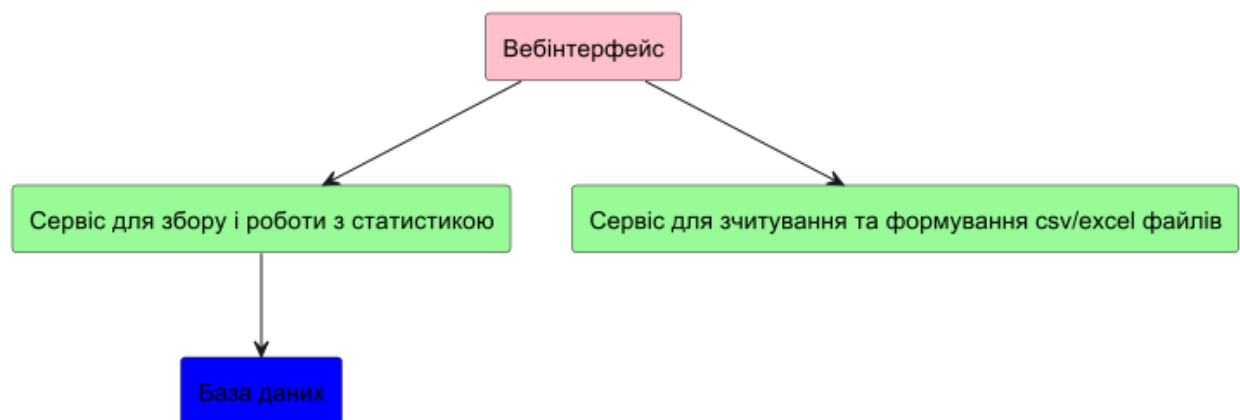 Вебінтерфейс
Сервіс для збору і роботи з статистикою
Сервіс для зчитування та формування csv/excel файлів
База даних